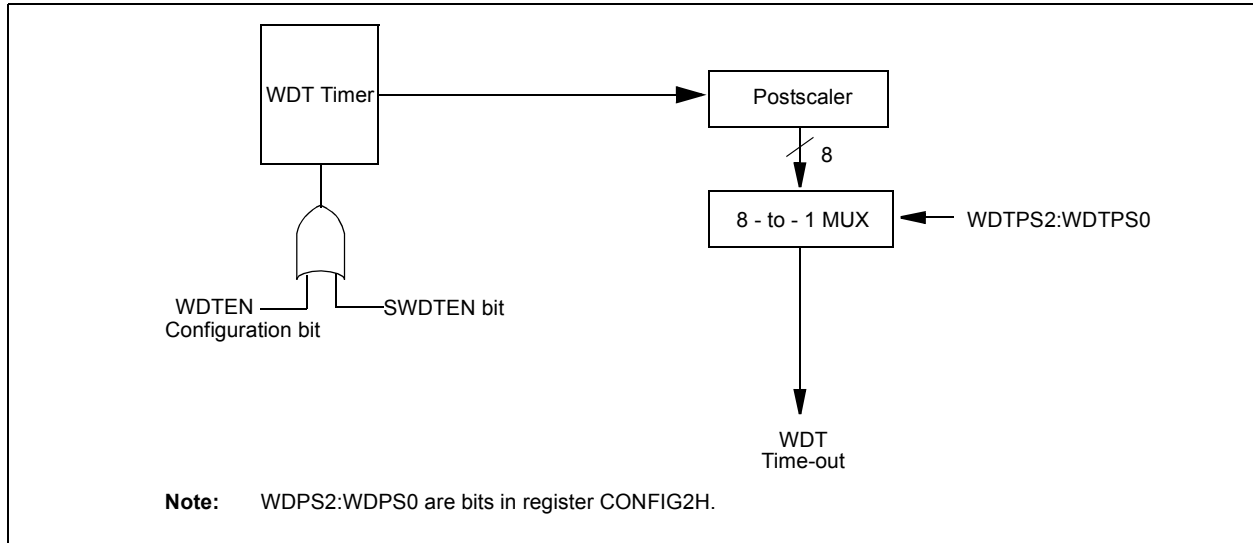 WDT Timer
Postscaler
8
8 - to - 1 MUX
WDTPS2:WDTPS0
WDTEN
Configuration bit
SWDTEN bit
WDT
Time-out
Note: WDPS2:WDPS0 are bits in register CONFIG2H.